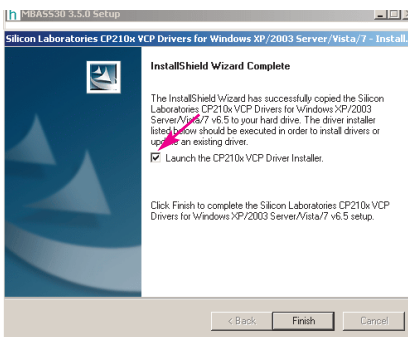 MBASS30 3.5.0 Setup
Silicon Laboratories CP210x VCP Drivers for Windows XP/2003 Server/Vista/7 - Install...
InstallShield Wizard Complete
The InstallShield Wizard has successfully copied the Silicon
Laboratories CP210x VCP Drivers for Windows XP/2003
Server/Vista/7 v6.5 to your hard drive. The driver installer
listed below should be executed in order to install drivers or
update an existing driver.
Launch the CP210x VCP Driver Installer.
Click Finish to complete the Silicon Laboratories CP210x VCP
Drivers for Windows XP/2003 Server/Vista/7 v6.5 setup.
< Back Finish Cancel